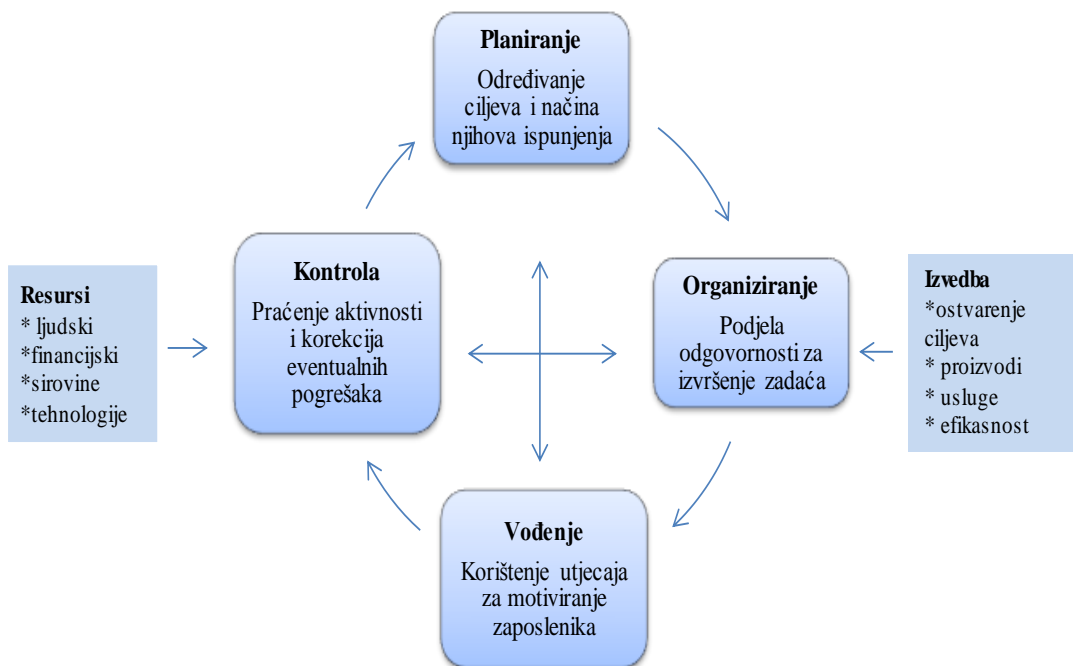 Planiranje
Određivanje
ciljeva i načina
njihova ispunjenja
Resursi
* ljudski
*financijski
*sirovine
*tehnologije
Kontrola
Praćenje aktivnosti
i korekcija
eventualnih
pogrešaka
Organiziranje
Podjela
odgovornosti za
izvršenje zadaća
Izvedba
*ostvarenje
ciljeva
* proizvodi
* usluge
* efikasnost
Vođenje
Korištenje utjecaja
za motiviranje
zaposlenika